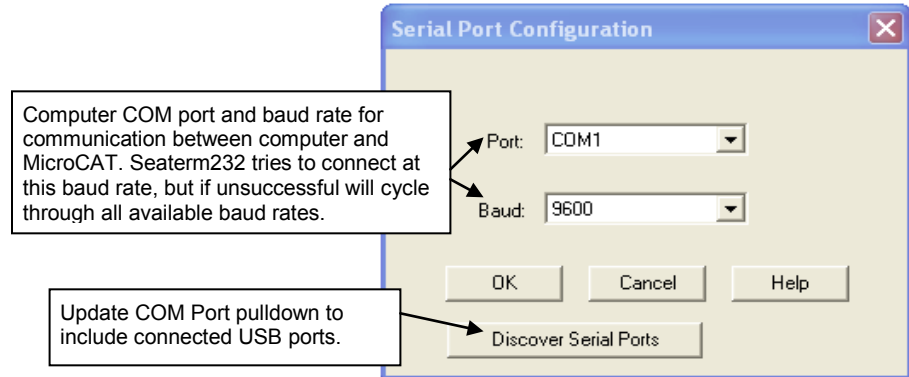 Serial Port Configuration
Computer COM port and baud rate for
communication between computer and
MicroCAT. Seaterm232 tries to connect at
this baud rate, but if unsuccessful will cycle
through all available baud rates.
Port: COM1
Baud: 9600
OK Cancel Help
Update COM Port pulldown to
include connected USB ports.
Discover Serial Ports